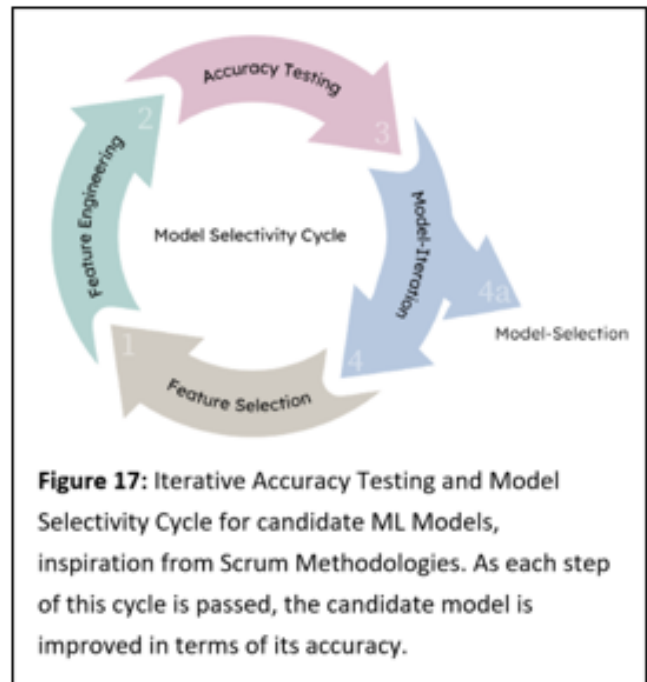 Accuracy Testing
3
2
Feature Engineering
Model Selectivity Cycle
Model-Iteration
4a
Model-Selection
1
4
Feature Selection
Figure 17: Iterative Accuracy Testing and Model
Selectivity Cycle for candidate ML Models,
inspiration from Scrum Methodologies. As each step
of this cycle is passed, the candidate model is
improved in terms of its accuracy.